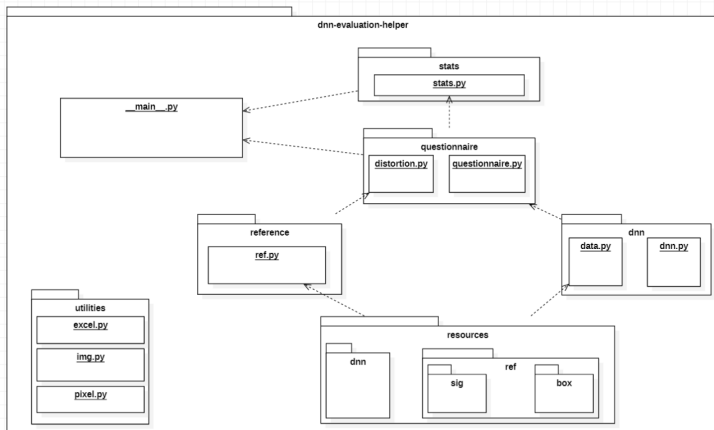 dnn-evaluation-helper
stats
stats.py
__main__.py
questionnaire
distortion.py
questionnaire.py
reference
ref.py
dnn
data.py
dnn.py
utilities
excel.py
img.py
pixel.py
resources
dnn
ref
sig
box